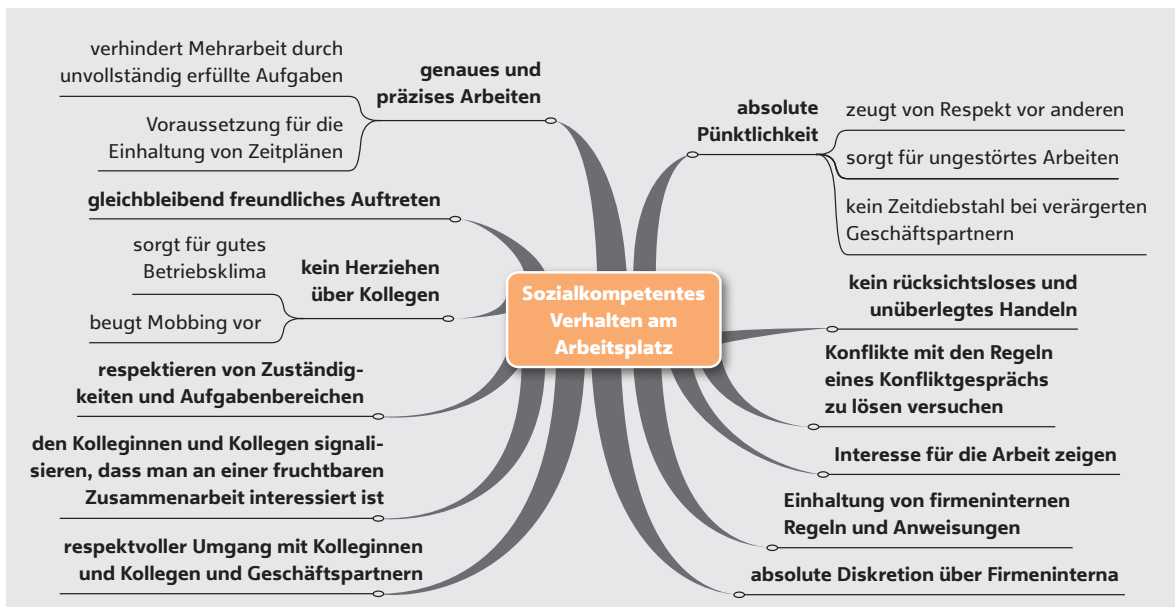 verhindert Mehrarbeit durch
unvollständig erfüllte Aufgaben
genaues und
präzises Arbeiten
Voraussetzung für die
Einhaltung von Zeitplänen
gleichbleibend freundliches Auftreten
sorgt für gutes
Betriebsklima
kein Herziehen
über Kollegen
beugt Mobbing vor
respektieren von Zuständig-
keiten und Aufgabenbereichen
den Kolleginnen und Kollegen signali-
sieren, dass man an einer fruchtbaren
Zusammenarbeit interessiert ist
respektvoller Umgang mit Kolleginnen
und Kollegen und Geschäftspartnern
Sozialkompetentes
Verhalten am
Arbeitsplatz
absolute
Pünktlichkeit
zeugt von Respekt vor anderen
sorgt für ungestörtes Arbeiten
kein Zeitdiebstahl bei verärgerten
Geschäftspartnern
kein rücksichtsloses und
unüberlegtes Handeln
Konflikte mit den Regeln
eines Konfliktgesprächs
zu lösen versuchen
Interesse für die Arbeit zeigen
Einhaltung von firmeninternen
Regeln und Anweisungen
absolute Diskretion über Firmeninterna